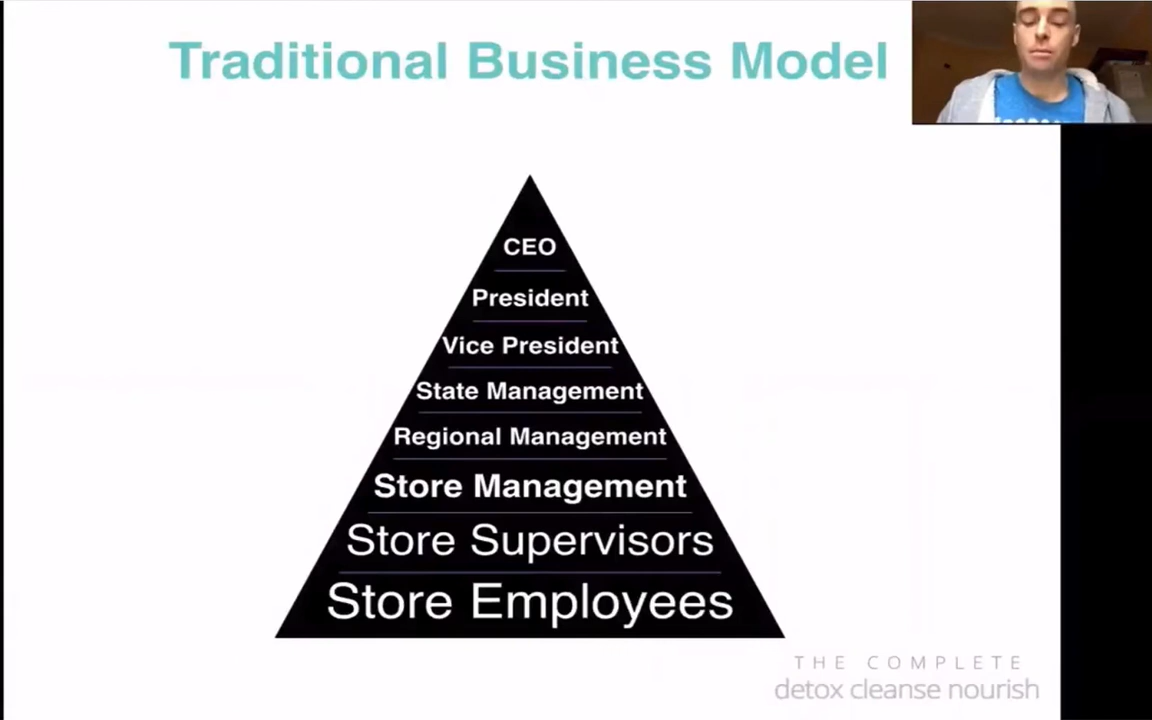 Traditional Business Model
CEO
President
Vice President
State Management
Regional Management
Store Management
Store Supervisors
Store Employees
THE COMPLETE
detox cleanse nourish